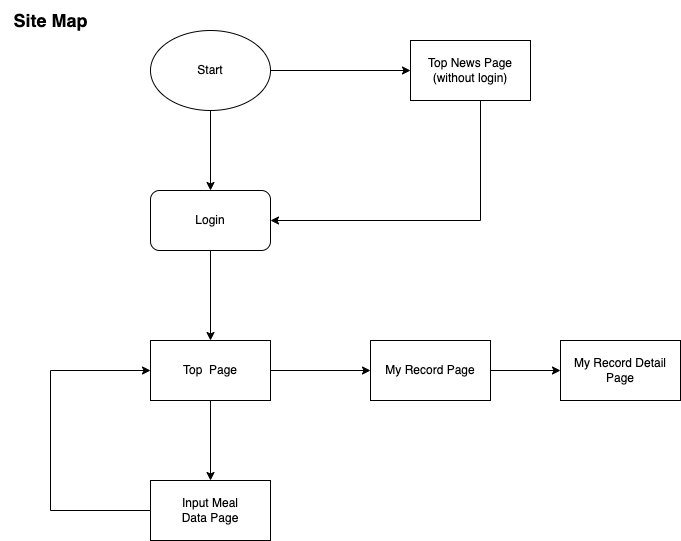 Site Map
Start
Top News Page
(without login)
Login
Top Page
My Record Page
My Record Detail
Page
Input Meal
Data Page